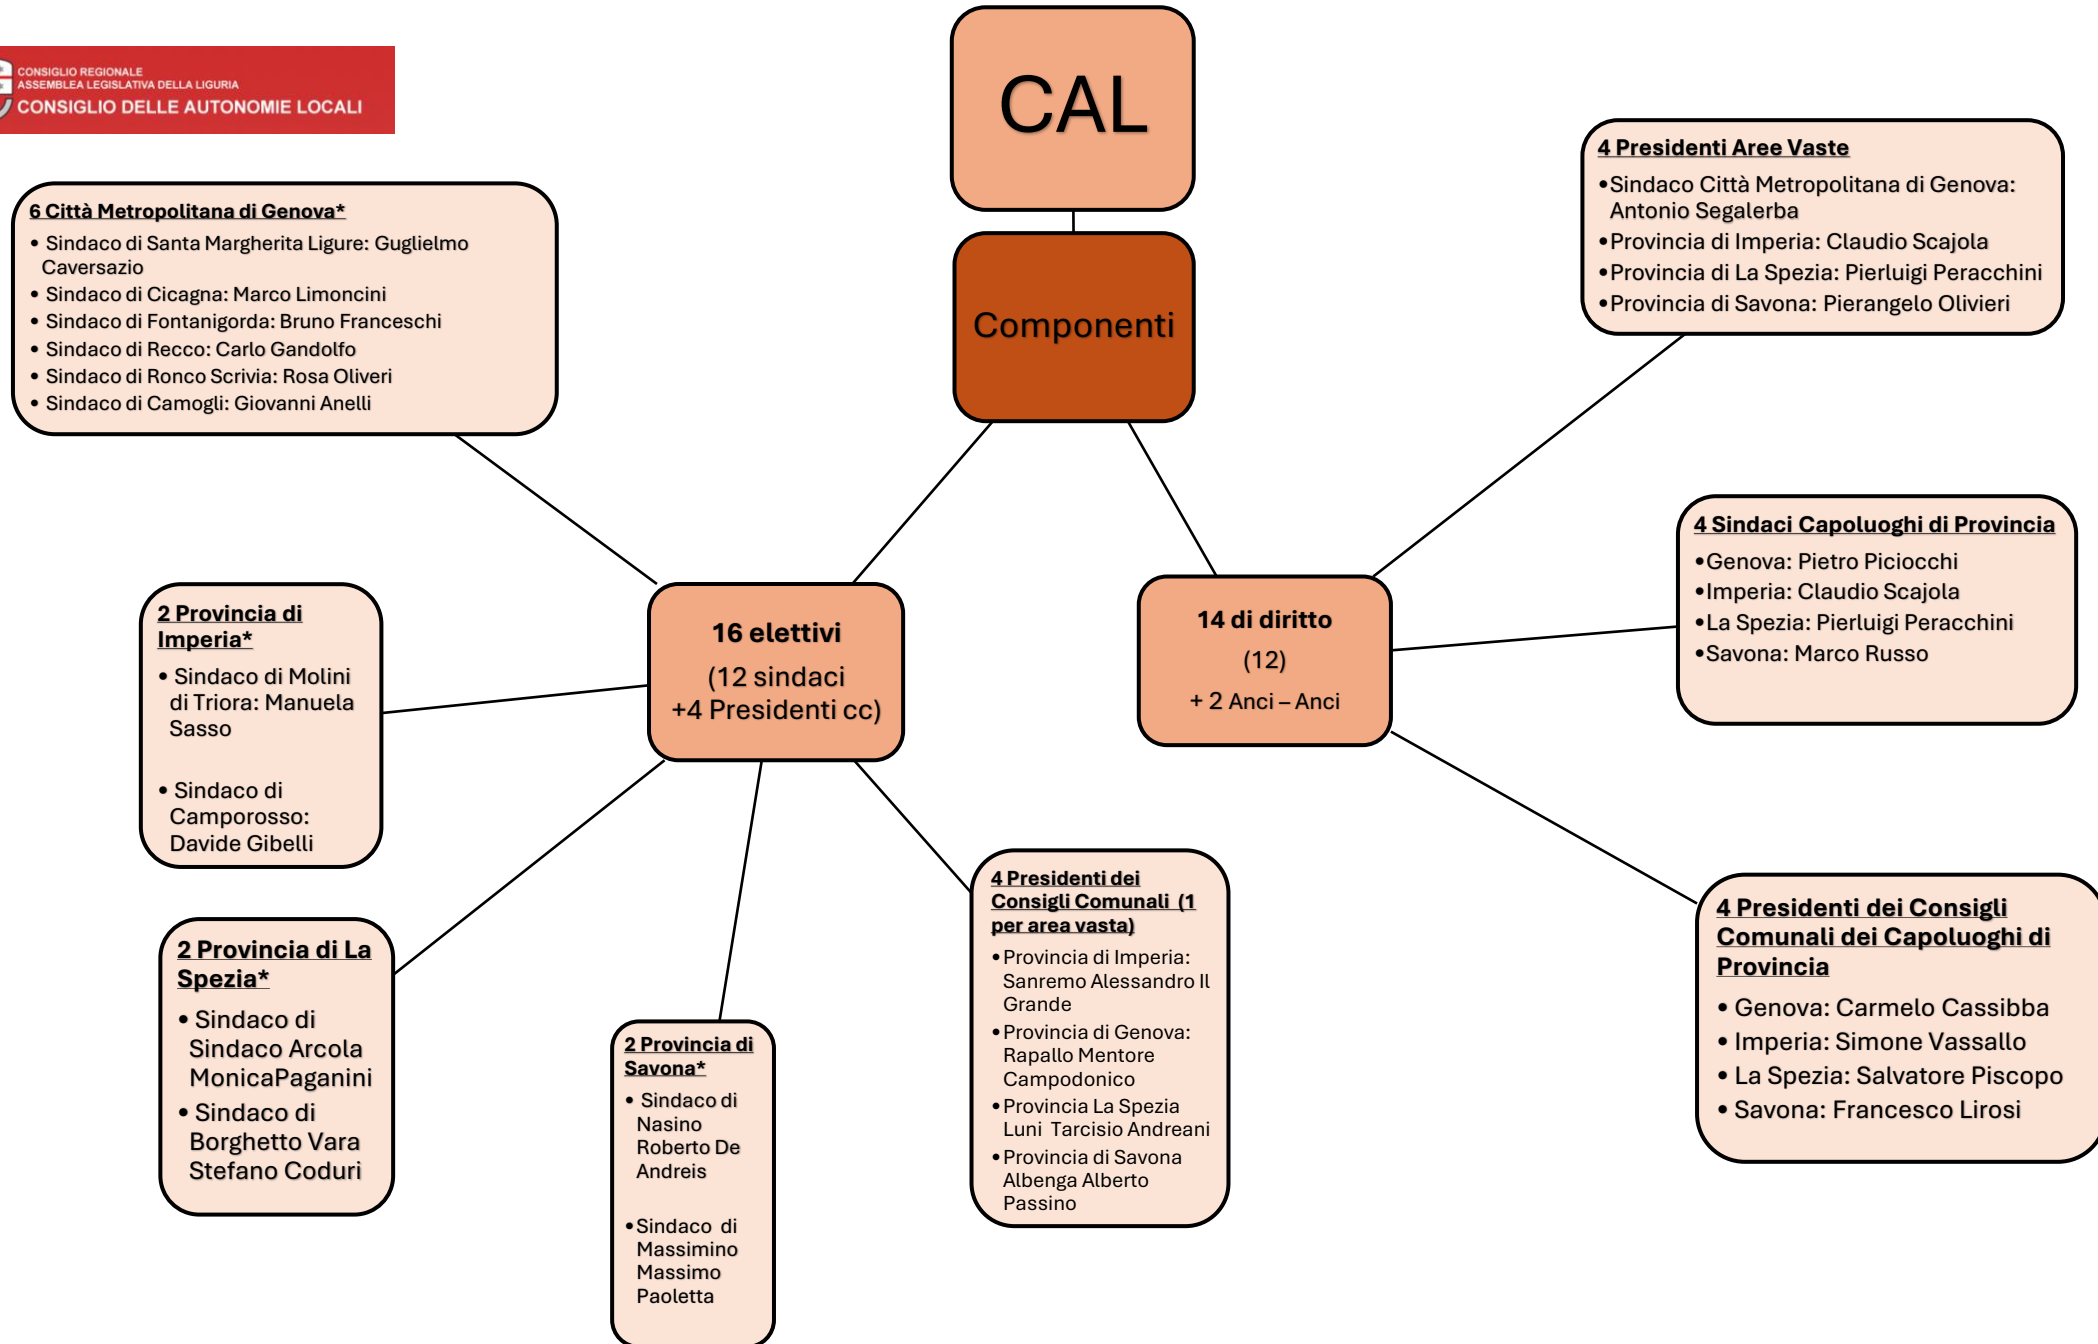 CONSIGLIO REGIONALE
ASSEMBLEA LEGISLATIVA DELLA LIGURIA
CONSIGLIO DELLE AUTONOMIE LOCALI
CAL
Componenti
6 Città Metropolitana di Genova*
• Sindaco di Santa Margherita Ligure: Guglielmo
Caversazio
• Sindaco di Cicagna: Marco Limoncini
• Sindaco di Fontanigorda: Bruno Franceschi
• Sindaco di Recco: Carlo Gandolfo
• Sindaco di Ronco Scrivia: Rosa Oliveri
• Sindaco di Camogli: Giovanni Anelli
4 Presidenti Aree Vaste
•Sindaco Città Metropolitana di Genova:
Antonio Segalerba
•Provincia di Imperia: Claudio Scajola
•Provincia di La Spezia: Pierluigi Peracchini
•Provincia di Savona: Pierangelo Olivieri
4 Sindaci Capoluoghi di Provincia
•Genova: Pietro Piciocchi
•Imperia: Claudio Scajola
•La Spezia: Pierluigi Peracchini
•Savona: Marco Russo
16 elettivi
(12 sindaci
+4 Presidenti cc)
14 di diritto
(12)
+ 2 Anci – Anci
2 Provincia di
Imperia*
• Sindaco di Molini
di Triora: Manuela
Sasso
• Sindaco di
Camporosso:
Davide Gibelli
2 Provincia di La
Spezia*
• Sindaco di
Sindaco Arcola
MonicaPaganini
• Sindaco di
Borghetto Vara
Stefano Coduri
2 Provincia di
Savona*
• Sindaco di
Nasino
Roberto De
Andreis
•Sindaco di
Massimino
Massimo
Paoletta
4 Presidenti dei
Consigli Comunali (1
per area vasta)
•Provincia di Imperia:
Sanremo Alessandro Il
Grande
•Provincia di Genova:
Rapallo Mentore
Campodonico
•Provincia La Spezia
Luni Tarcisio Andreani
•Provincia di Savona
Albenga Alberto
Passino
4 Presidenti dei Consigli
Comunali dei Capoluoghi di
Provincia
• Genova: Carmelo Cassibba
• Imperia: Simone Vassallo
• La Spezia: Salvatore Piscopo
• Savona: Francesco Lirosi